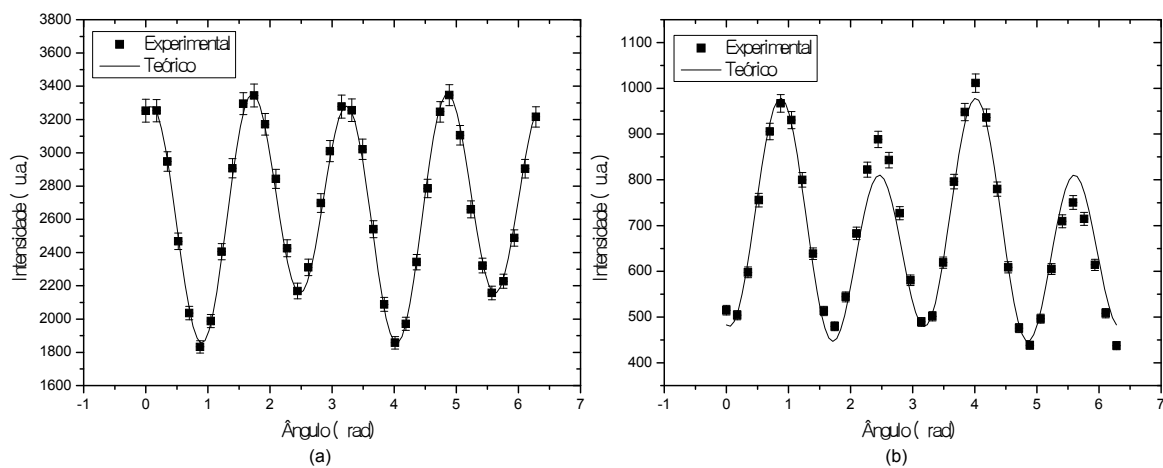 3800
3600
3400
3200
3000
2800
2600
2400
2200
2000
1800
1600
-1 0 1 2 3 4 5 6 7
Intensidade ( u.a.)
Ângulo ( rad)
Experimental
Teórico
(a)
1100
1000
900
800
700
600
500
400
-1 0 1 2 3 4 5 6 7
Intensidade ( u.a.)
Ângulo ( rad)
Experimental
Teórico
(b)